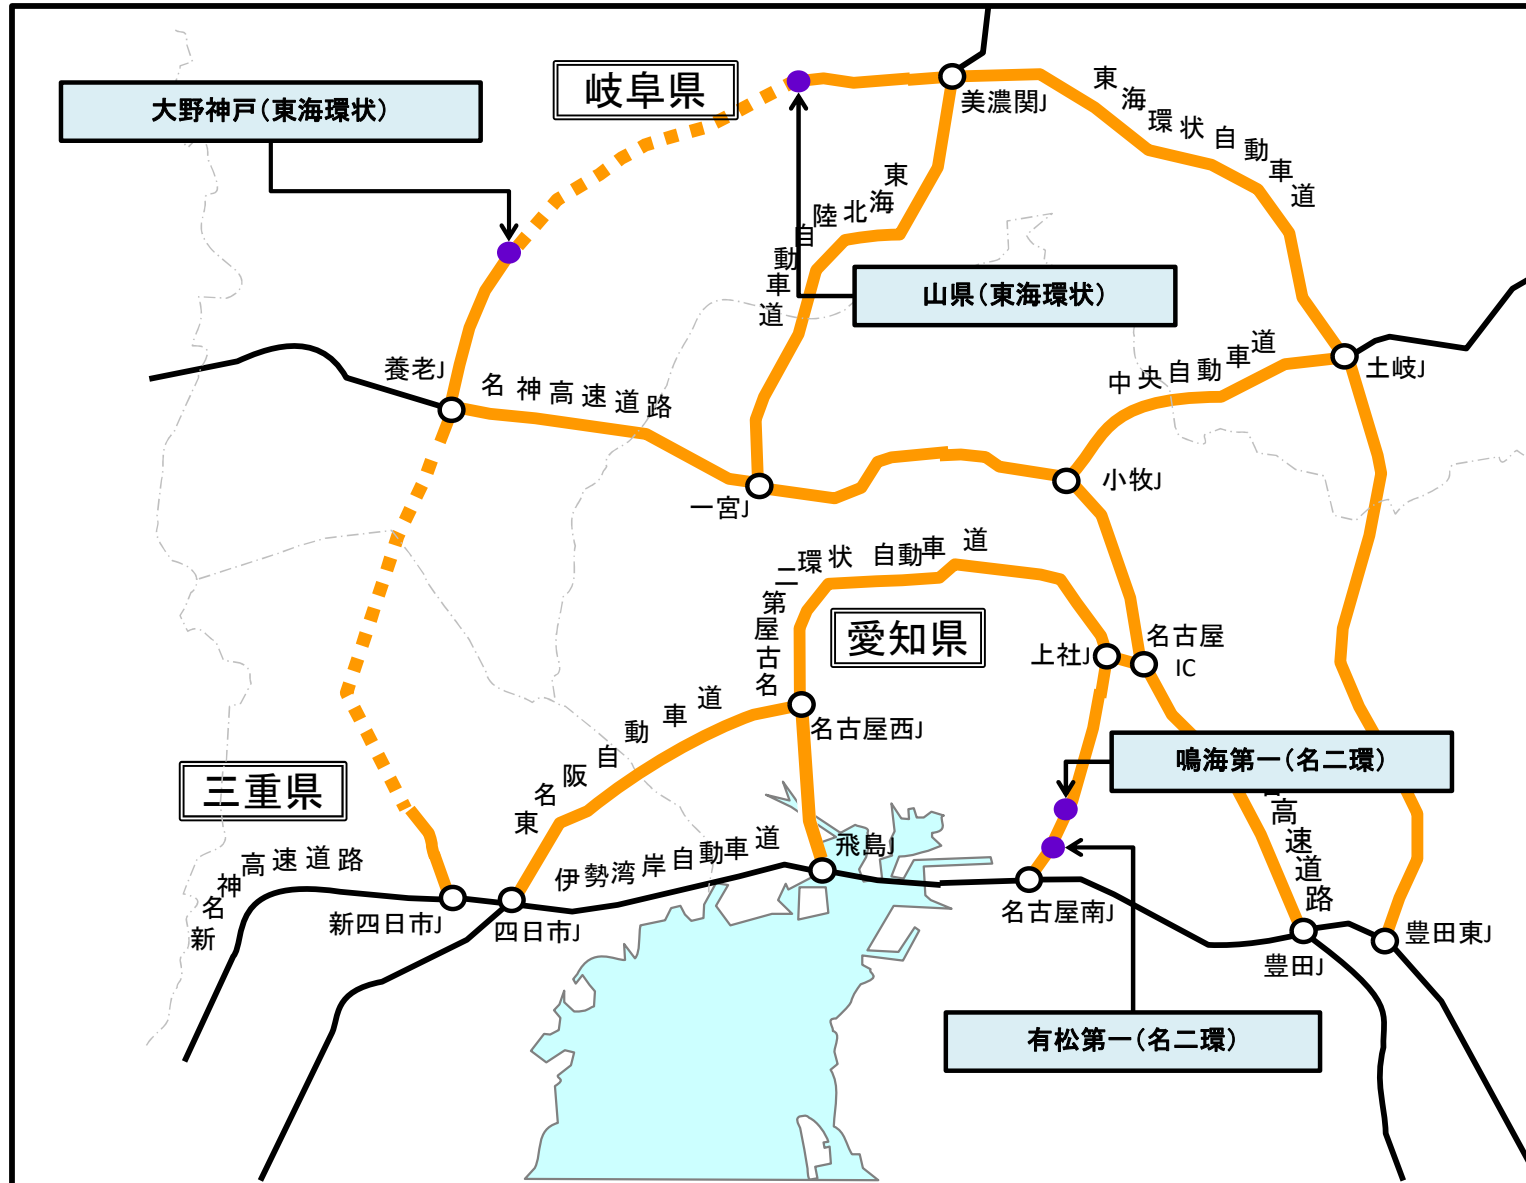 岐阜県
大野神戸（東海環状）
美濃関J
東海環状自動車道
東海北陸自動車道
山県（東海環状）
養老J
名神高速道路
中央自動車道
土岐J
一宮J
小牧J
名古屋第二環状自動車道
愛知県
上社J
名古屋
IC
名古屋西J
東名阪自動車道
三重県
鳴海第一（名二環）
高速道路
伊勢湾岸自動車道
飛島J
新名神高速道路
新四日市J
四日市J
名古屋南J
豊田J
豊田東J
有松第一（名二環）